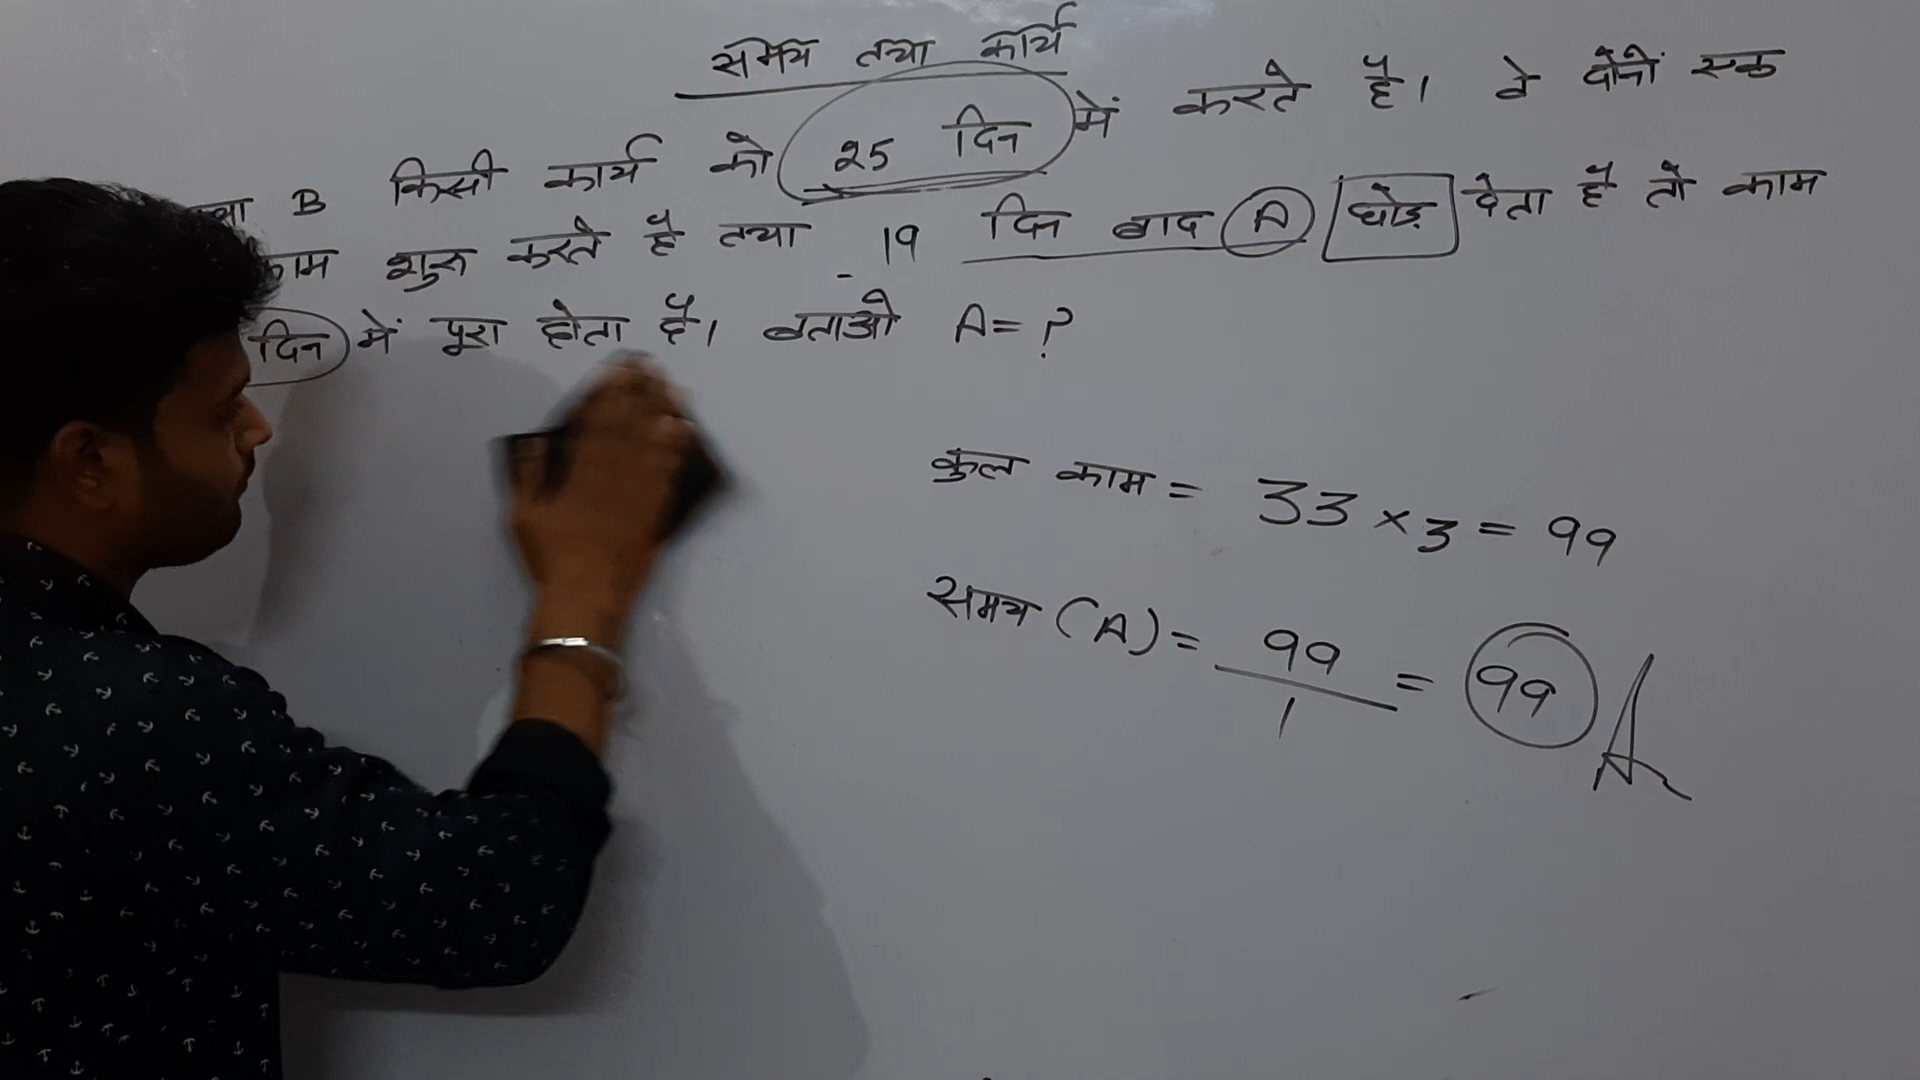 समय तथा कार्य
B किसी कार्य को 25 दिन में करते है। वे दोनों एक
काम शुरु करते है तथा 19 दिन बाद A छोड़ देता है तो काम
दिन में पूरा होता है। बताओ A = ?
कुल काम = 33 × 3 = 99
समय (A) = 99/1 = 99